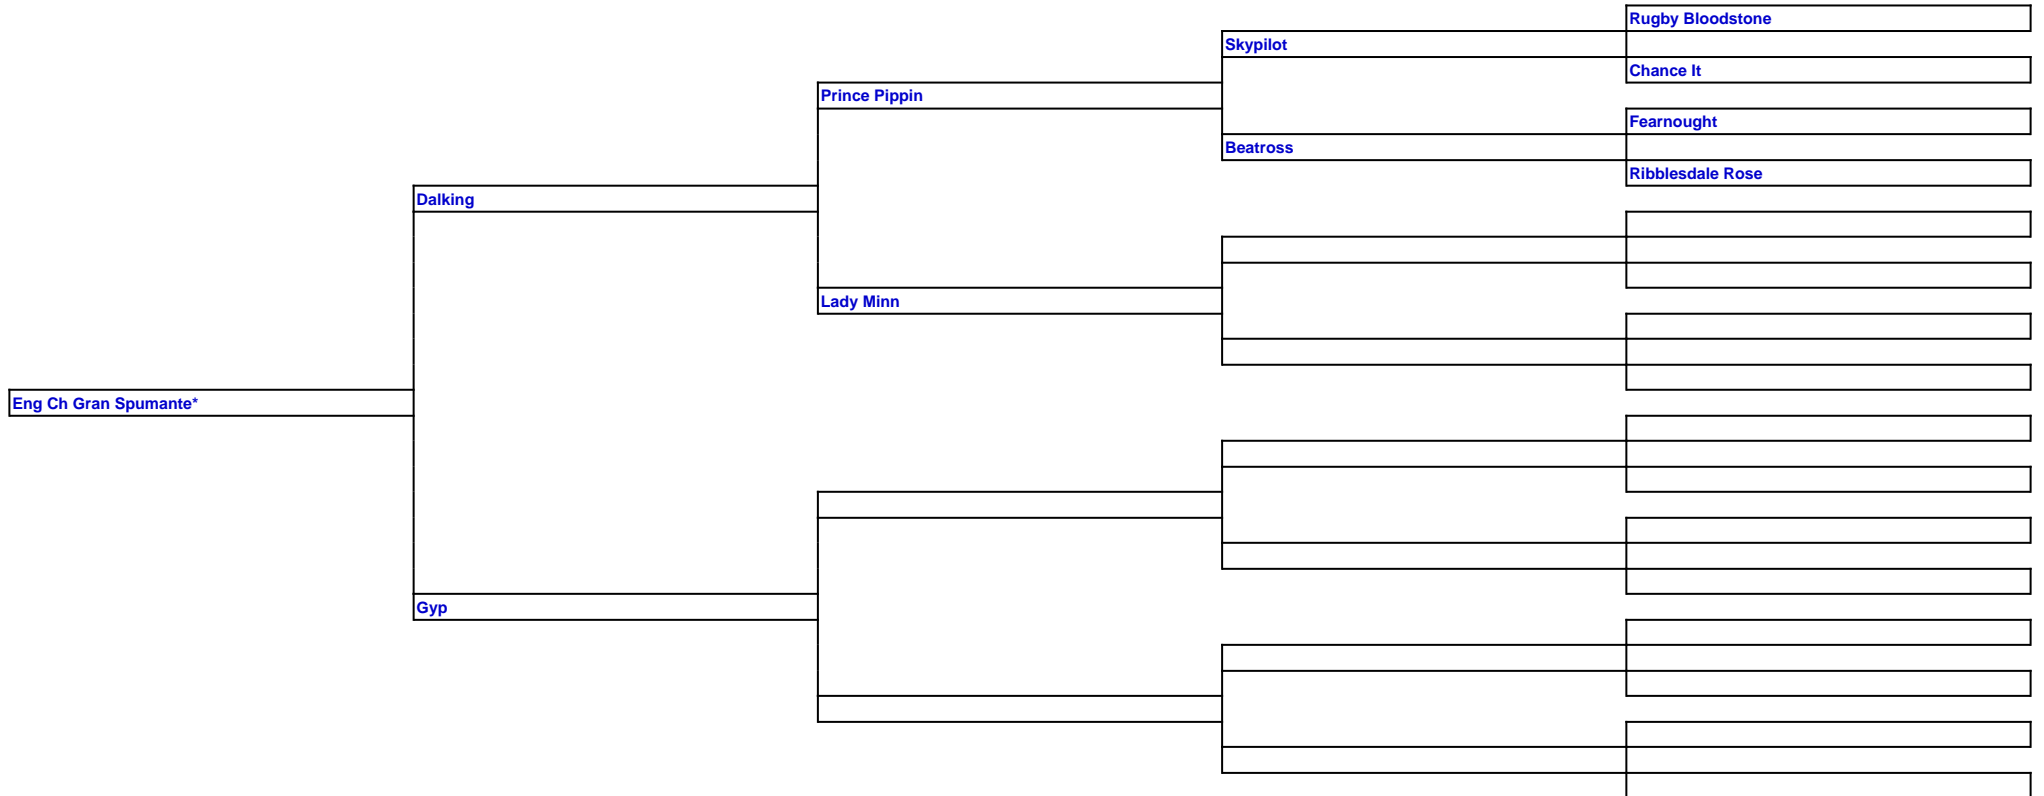 Rugby Bloodstone
Skypilot
Chance It
Prince Pippin
Fearnought
Beatross
Ribblesdale Rose
Dalking
Lady Minn
Eng Ch Gran Spumante*
Gyp